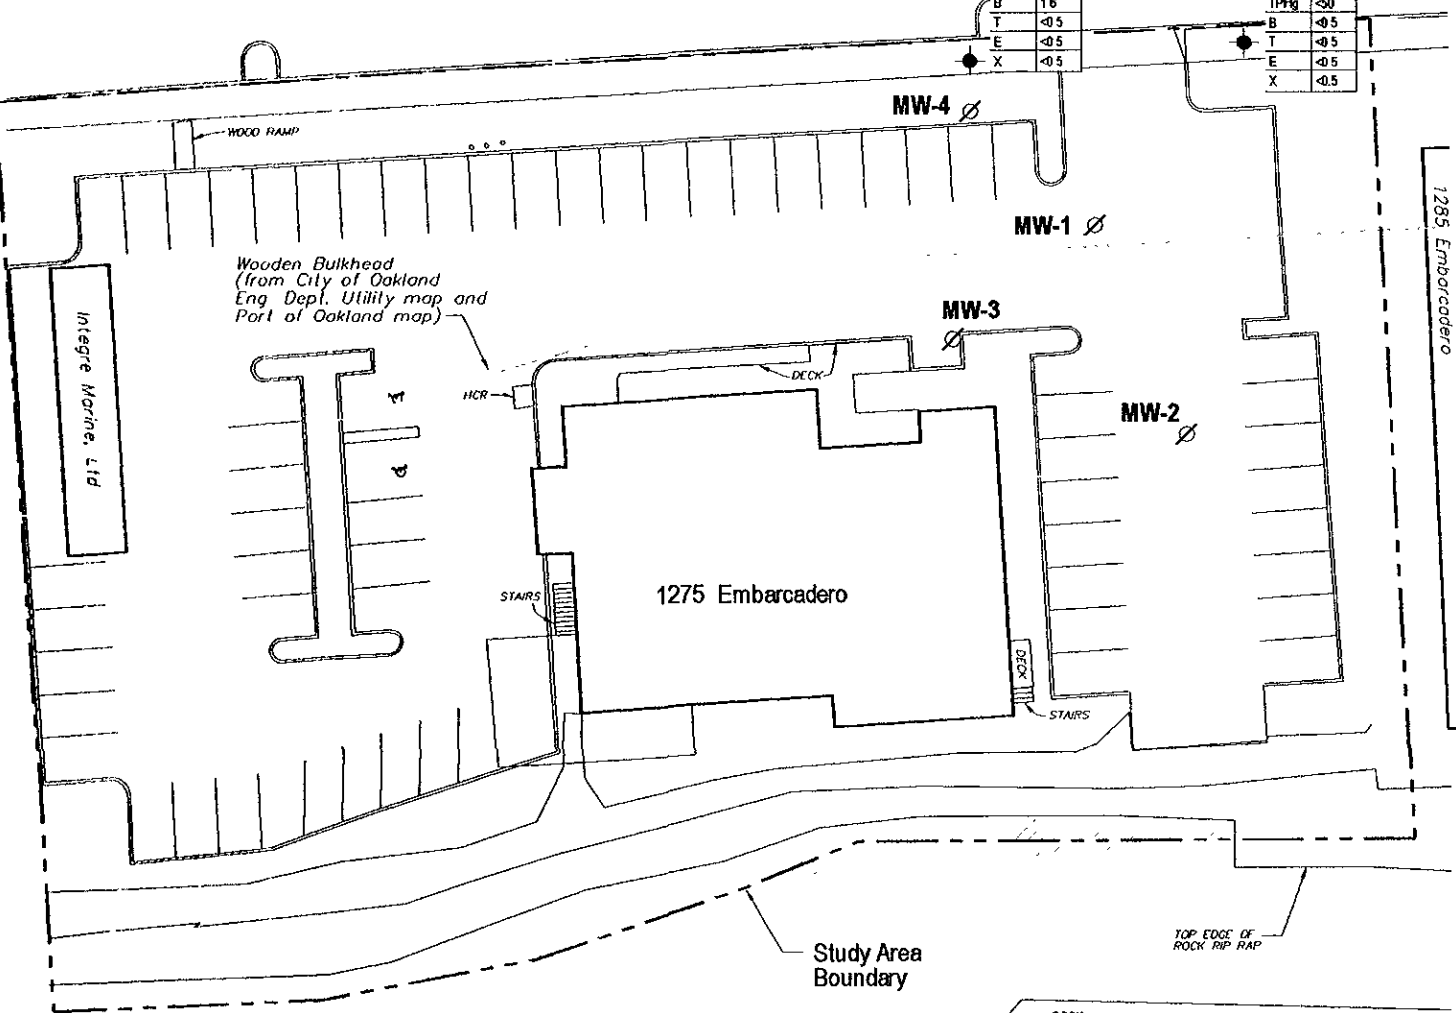 B 16
T <0.5
E <0.5
X <0.5
TPHg <50
B <0.5
T <0.5
E <0.5
X <0.5
MW-4
WOOD RAMP
MW-1
1285 Embarcadero
Wooden Bulkhead
(from City of Oakland
Eng Dept. Utility map and
Port of Oakland map)
MW-3
Integre Marine, Ltd
DECK
HCR
MW-2
STAIRS
1275 Embarcadero
DECK
STAIRS
Study Area
Boundary
TOP EDGE OF
ROCK RIP RAP